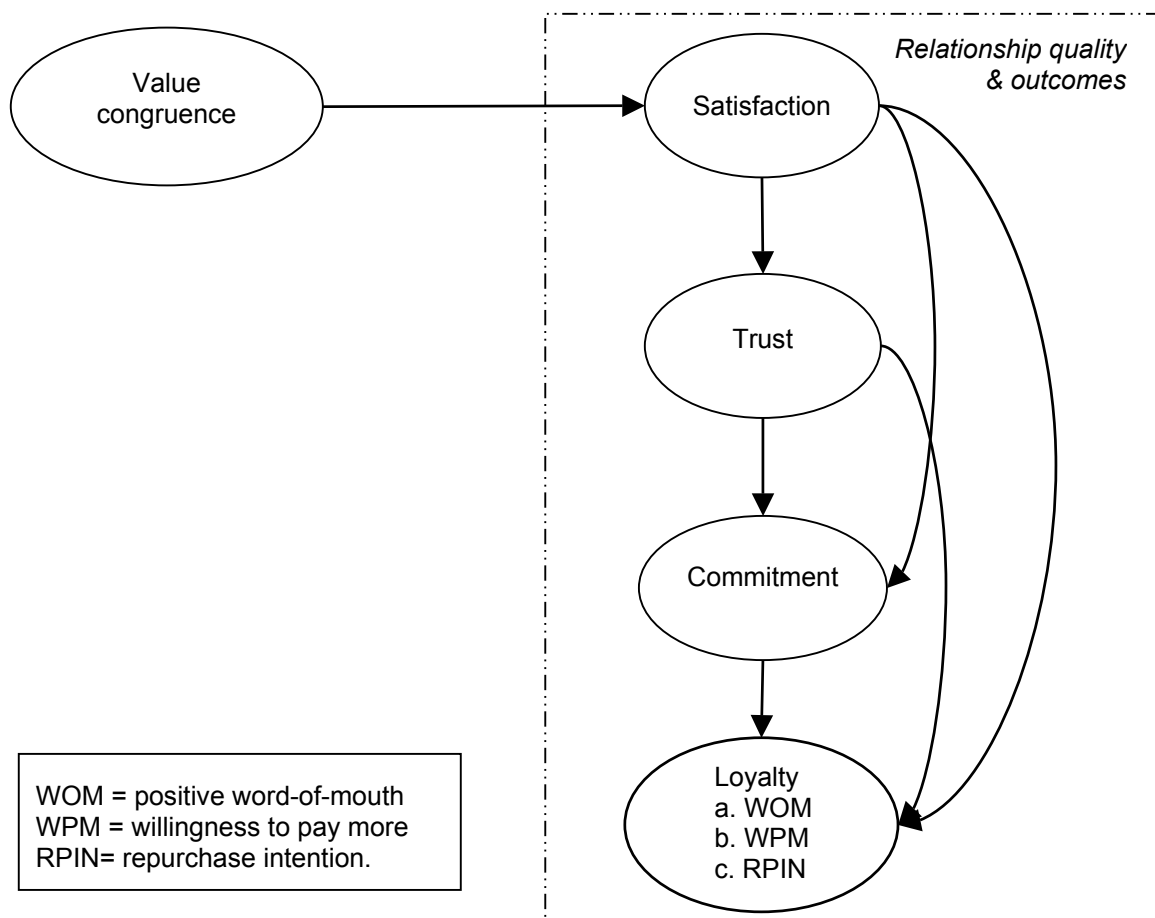 Relationship quality
& outcomes
Value
congruence
Satisfaction
Trust
Commitment
Loyalty
a. WOM
b. WPM
c. RPIN
WOM = positive word-of-mouth
WPM = willingness to pay more
RPIN= repurchase intention.